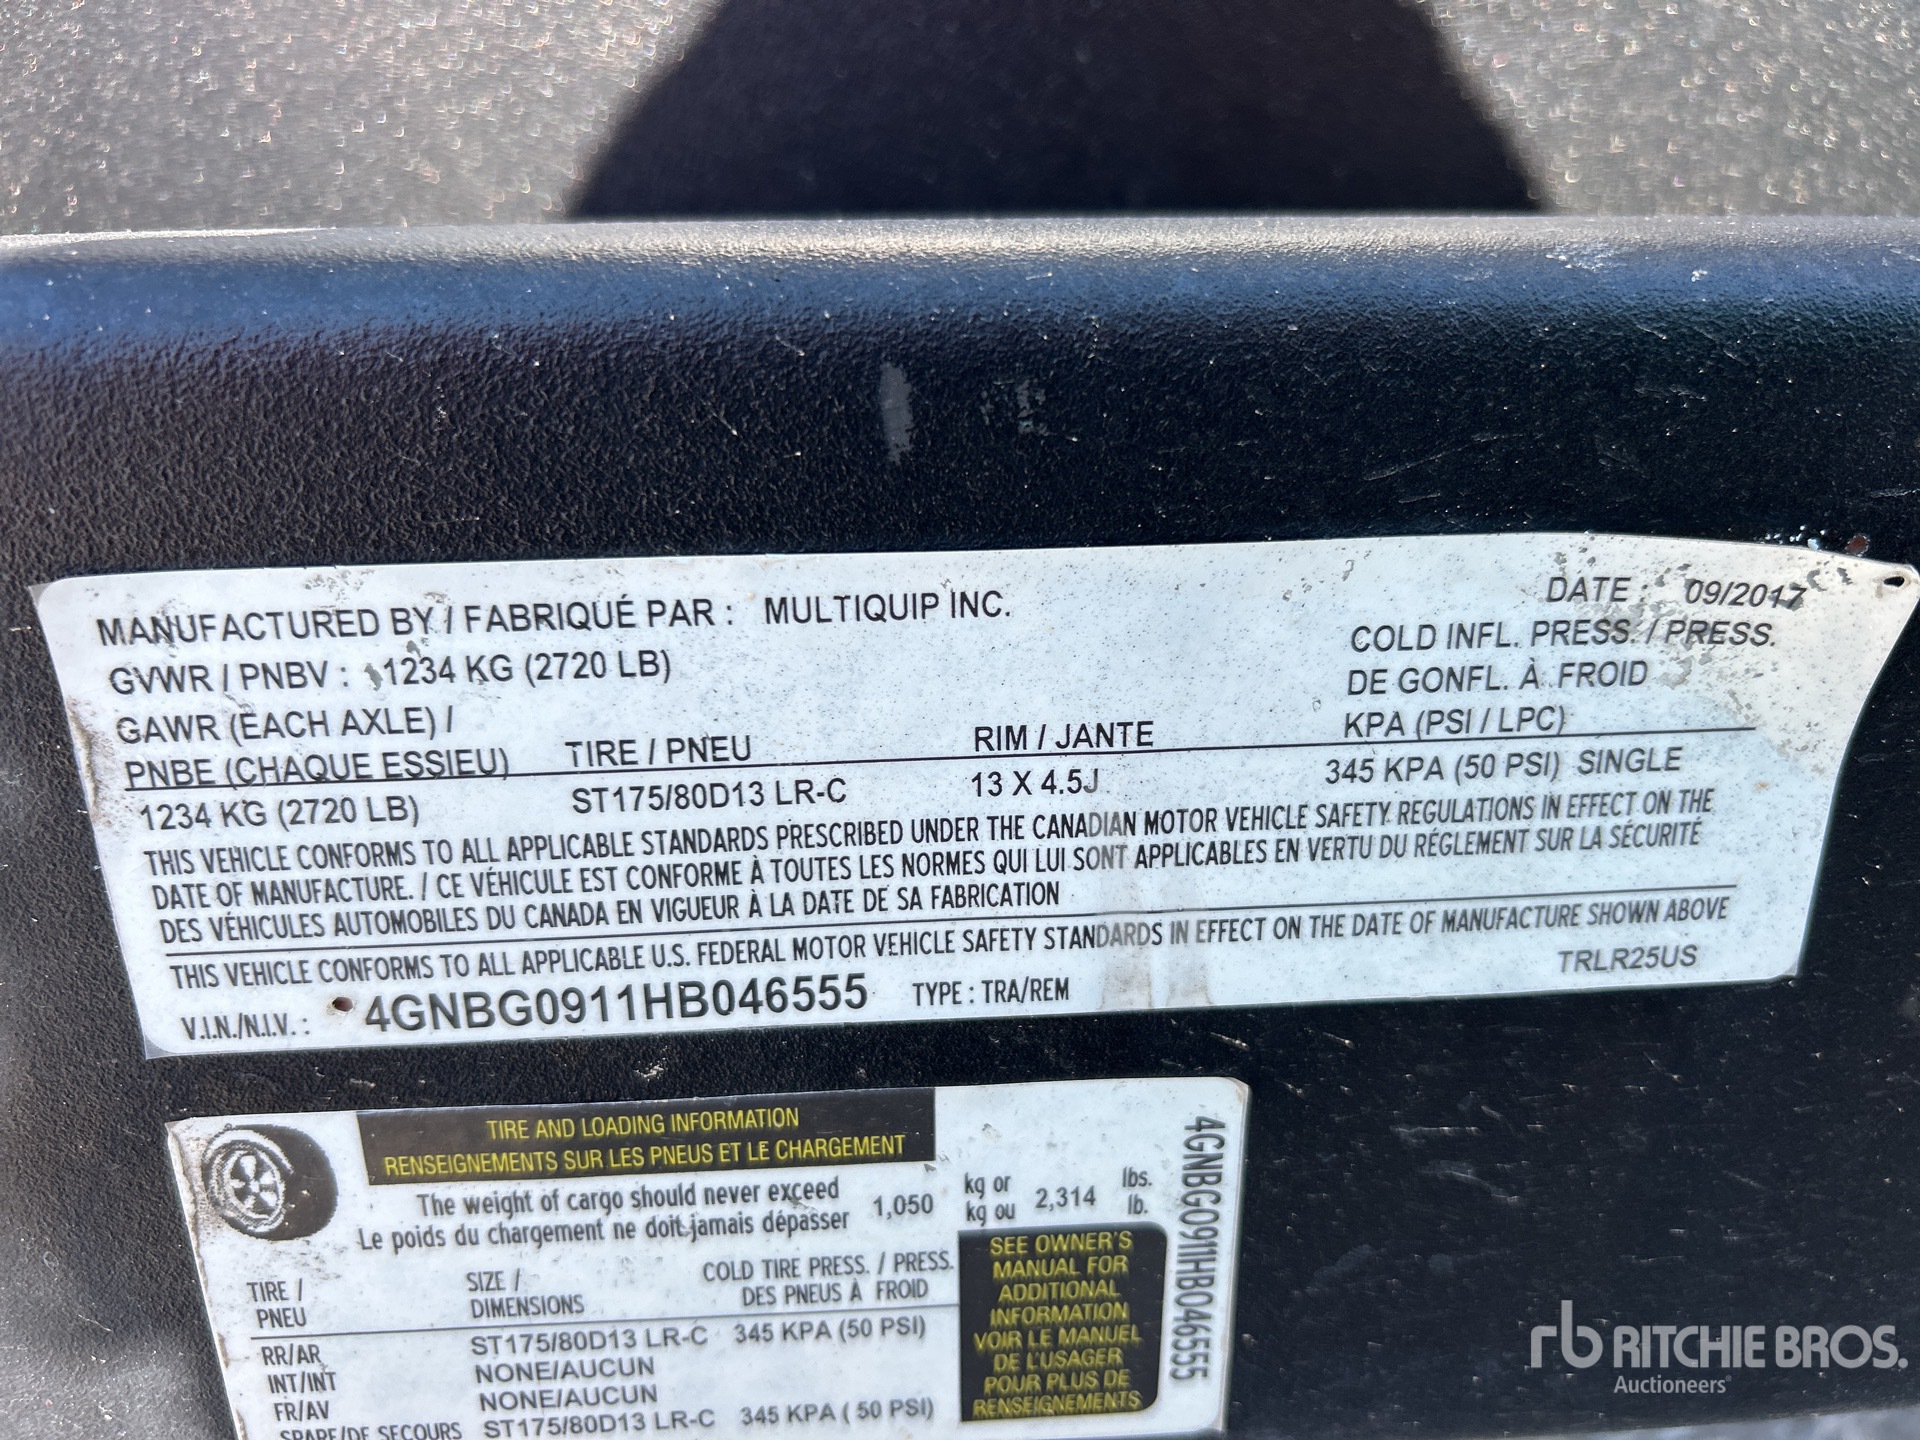 MANUFACTURED BY / FABRIQUÉ PAR : MULTIQUIP INC.
DATE : 09/2017
GVWR / PNBV : 1234 KG (2720 LB)
COLD INFL. PRESS. / PRESS.
DE GONFL. À FROID
GAWR (EACH AXLE) /
PNBE (CHAQUE ESSIEU) TIRE / PNEU RIM / JANTE KPA (PSI / LPC)
1234 KG (2720 LB) ST175/80D13 LR-C 13 X 4.5J 345 KPA (50 PSI) SINGLE
THIS VEHICLE CONFORMS TO ALL APPLICABLE STANDARDS PRESCRIBED UNDER THE CANADIAN MOTOR VEHICLE SAFETY REGULATIONS IN EFFECT ON THE
DATE OF MANUFACTURE. / CE VÉHICULE EST CONFORME À TOUTES LES NORMES QUI LUI SONT APPLICABLES EN VERTU DU RÉGLEMENT SUR LA SÉCURITÉ
DES VÉHICULES AUTOMOBILES DU CANADA EN VIGUEUR À LA DATE DE SA FABRICATION
THIS VEHICLE CONFORMS TO ALL APPLICABLE U.S. FEDERAL MOTOR VEHICLE SAFETY STANDARDS IN EFFECT ON THE DATE OF MANUFACTURE SHOWN ABOVE
V.I.N./N.I.V. : 4GNBG0911HB046555 TYPE : TRA/REM TRLR25US
TIRE AND LOADING INFORMATION
RENSEIGNEMENTS SUR LES PNEUS ET LE CHARGEMENT
The weight of cargo should never exceed
Le poids du chargement ne doit jamais dépasser
1,050
kg or
kg ou
2,314
lbs.
lb.
TIRE /
PNEU
SIZE /
DIMENSIONS
COLD TIRE PRESS. / PRESS.
DES PNEUS À FROID
RR/AR ST175/80D13 LR-C 345 KPA (50 PSI)
INT/INT NONE/AUCUN
FR/AV NONE/AUCUN
SPARE/DE SECOURS ST175/80D13 LR-C 345 KPA ( 50 PSI)
SEE OWNER'S
MANUAL FOR
ADDITIONAL
INFORMATION
VOIR LE MANUEL
DE L'USAGER
POUR PLUS DE
RENSEIGNEMENTS
4GNBG0911HB046555
rb RITCHIE BROS.
Auctioneers